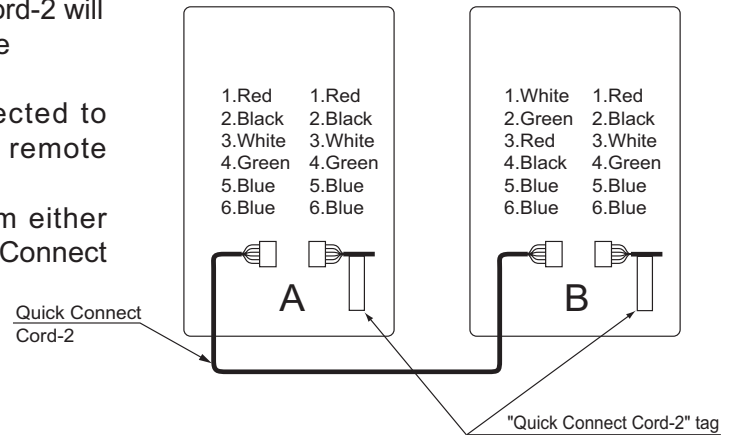 ord-2 will
e
ected to
remote
m either
Connect
1.Red 1.Red
2.Black 2.Black
3.White 3.White
4.Green 4.Green
5.Blue 5.Blue
6.Blue 6.Blue
A
1.White 1.Red
2.Green 2.Black
3.Red 3.White
4.Black 4.Green
5.Blue 5.Blue
6.Blue 6.Blue
B
Quick Connect
Cord-2
"Quick Connect Cord-2" tag